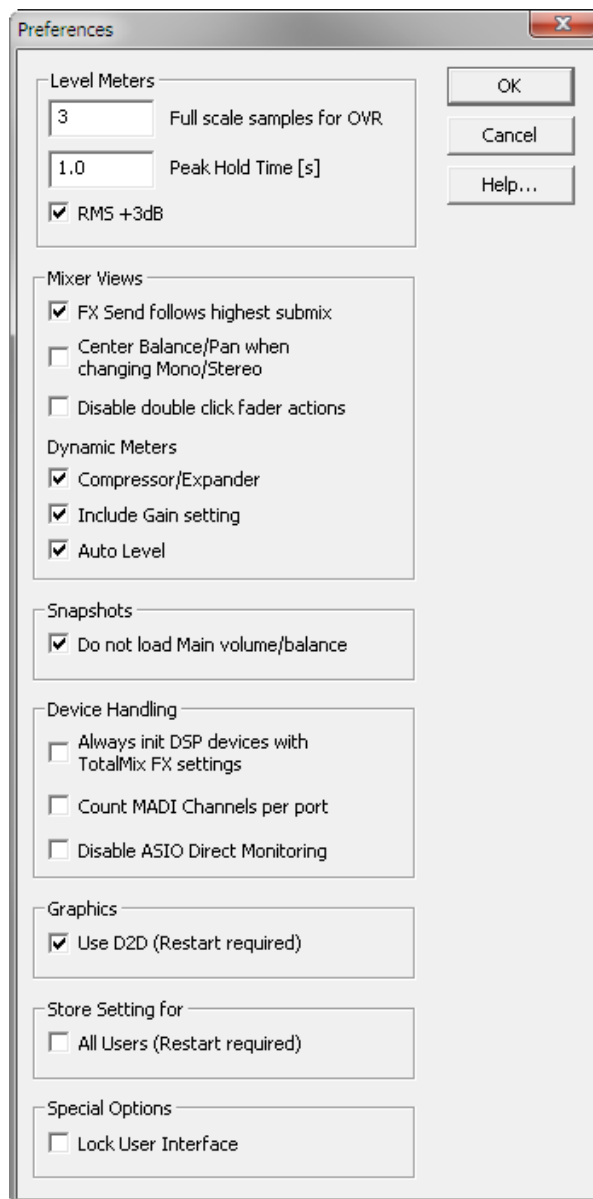 Preferences
Level Meters
3 Full scale samples for OVR
1.0 Peak Hold Time [s]
RMS +3dB
OK
Cancel
Help...
Mixer Views
FX Send follows highest submix
Center Balance/Pan when
changing Mono/Stereo
Disable double click fader actions
Dynamic Meters
Compressor/Expander
Include Gain setting
Auto Level
Snapshots
Do not load Main volume/balance
Device Handling
Always init DSP devices with
TotalMix FX settings
Count MADI Channels per port
Disable ASIO Direct Monitoring
Graphics
Use D2D (Restart required)
Store Setting for
All Users (Restart required)
Special Options
Lock User Interface